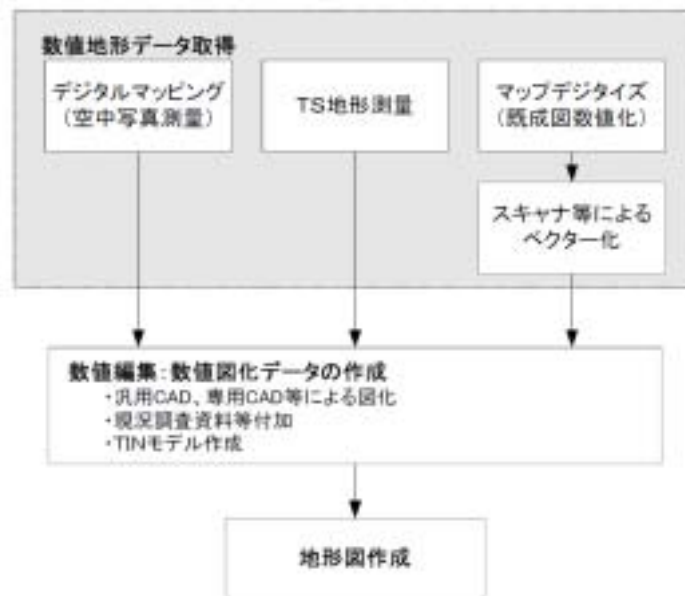 数値地形データ取得
デジタルマッピング
（空中写真測量）
TS地形測量
マップデジタイズ
（既成図数値化）
スキャナ等による
ベクター化
数値編集：数値図化データの作成
・汎用CAD、専用CAD等による図化
・現況調査資料等付加
・TINモデル作成
地形図作成